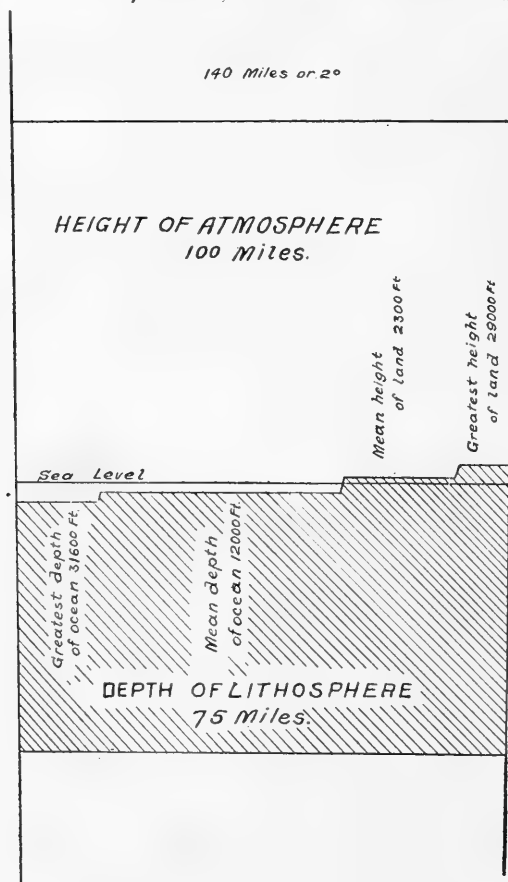 140 Miles or 2°
HEIGHT OF ATMOSPHERE
100 Miles.
Mean height
of land 2300 Ft
Greatest height
of land 29000 Ft
Sea Level
Greatest depth
of ocean 31600 Ft.
Mean depth
of ocean 12000 Ft.
DEPTH OF LITHOSPHERE
75 Miles.